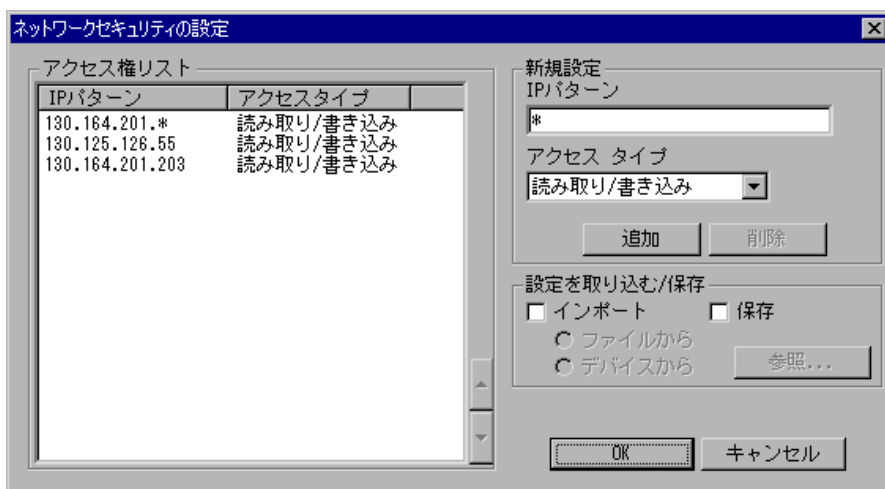 ネットワークセキュリティの設定
アクセス権リスト
IPパターン アクセスタイプ
130.164.201.* 読み取り/書き込み
130.125.126.55 読み取り/書き込み
130.164.201.203 読み取り/書き込み
新規設定
IPパターン
*
アクセス タイプ
読み取り/書き込み
追加 削除
設定を取り込む/保存
インポート 保存
ファイルから
デバイスから 参照...
OK キャンセル